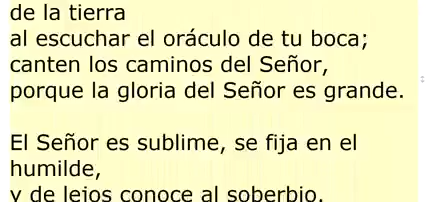 de la tierra
al escuchar el oráculo de tu boca;
canten los caminos del Señor,
porque la gloria del Señor es grande.
El Señor es sublime, se fija en el
humilde,
y de lejos conoce al soberbio.